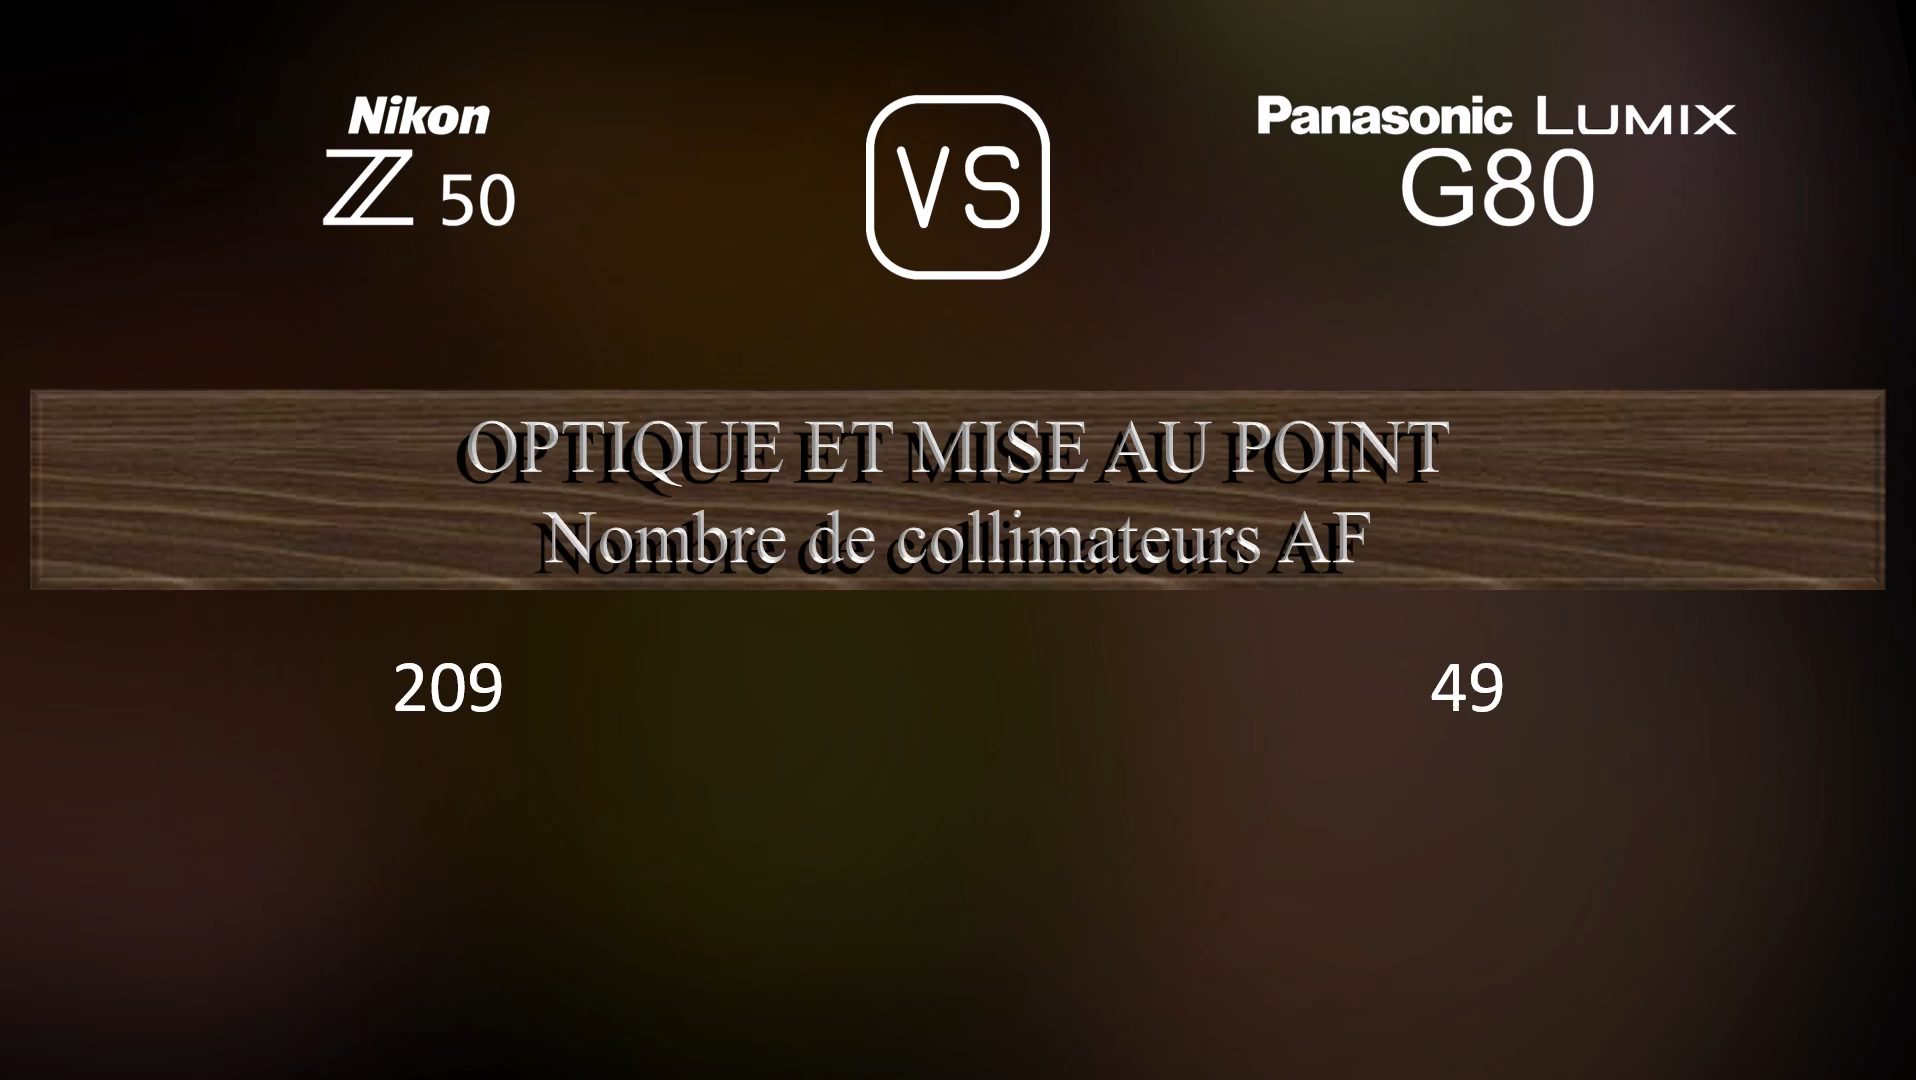 Nikon
Z 50
VS
Panasonic LUMIX
G80
OPTIQUE ET MISE AU POINT
Nombre de collimateurs AF
209
49